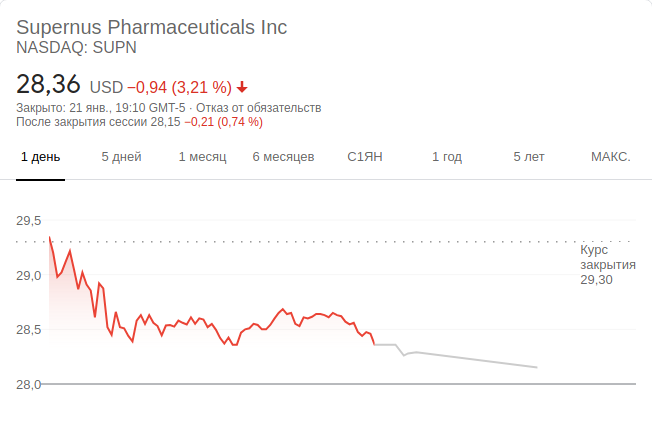 Supernus Pharmaceuticals Inc
NASDAQ: SUPN
28,36 USD −0,94 (3,21 %)
Закрыто: 21 янв., 19:10 GMT-5 · Отказ от обязательств
После закрытия сессии 28,15 −0,21 (0,74 %)
1 день 5 дней 1 месяц 6 месяцев С1ЯН 1 год 5 лет МАКС.
29,5
Курс
закрытия
29,0 29,30
28,5
28,0